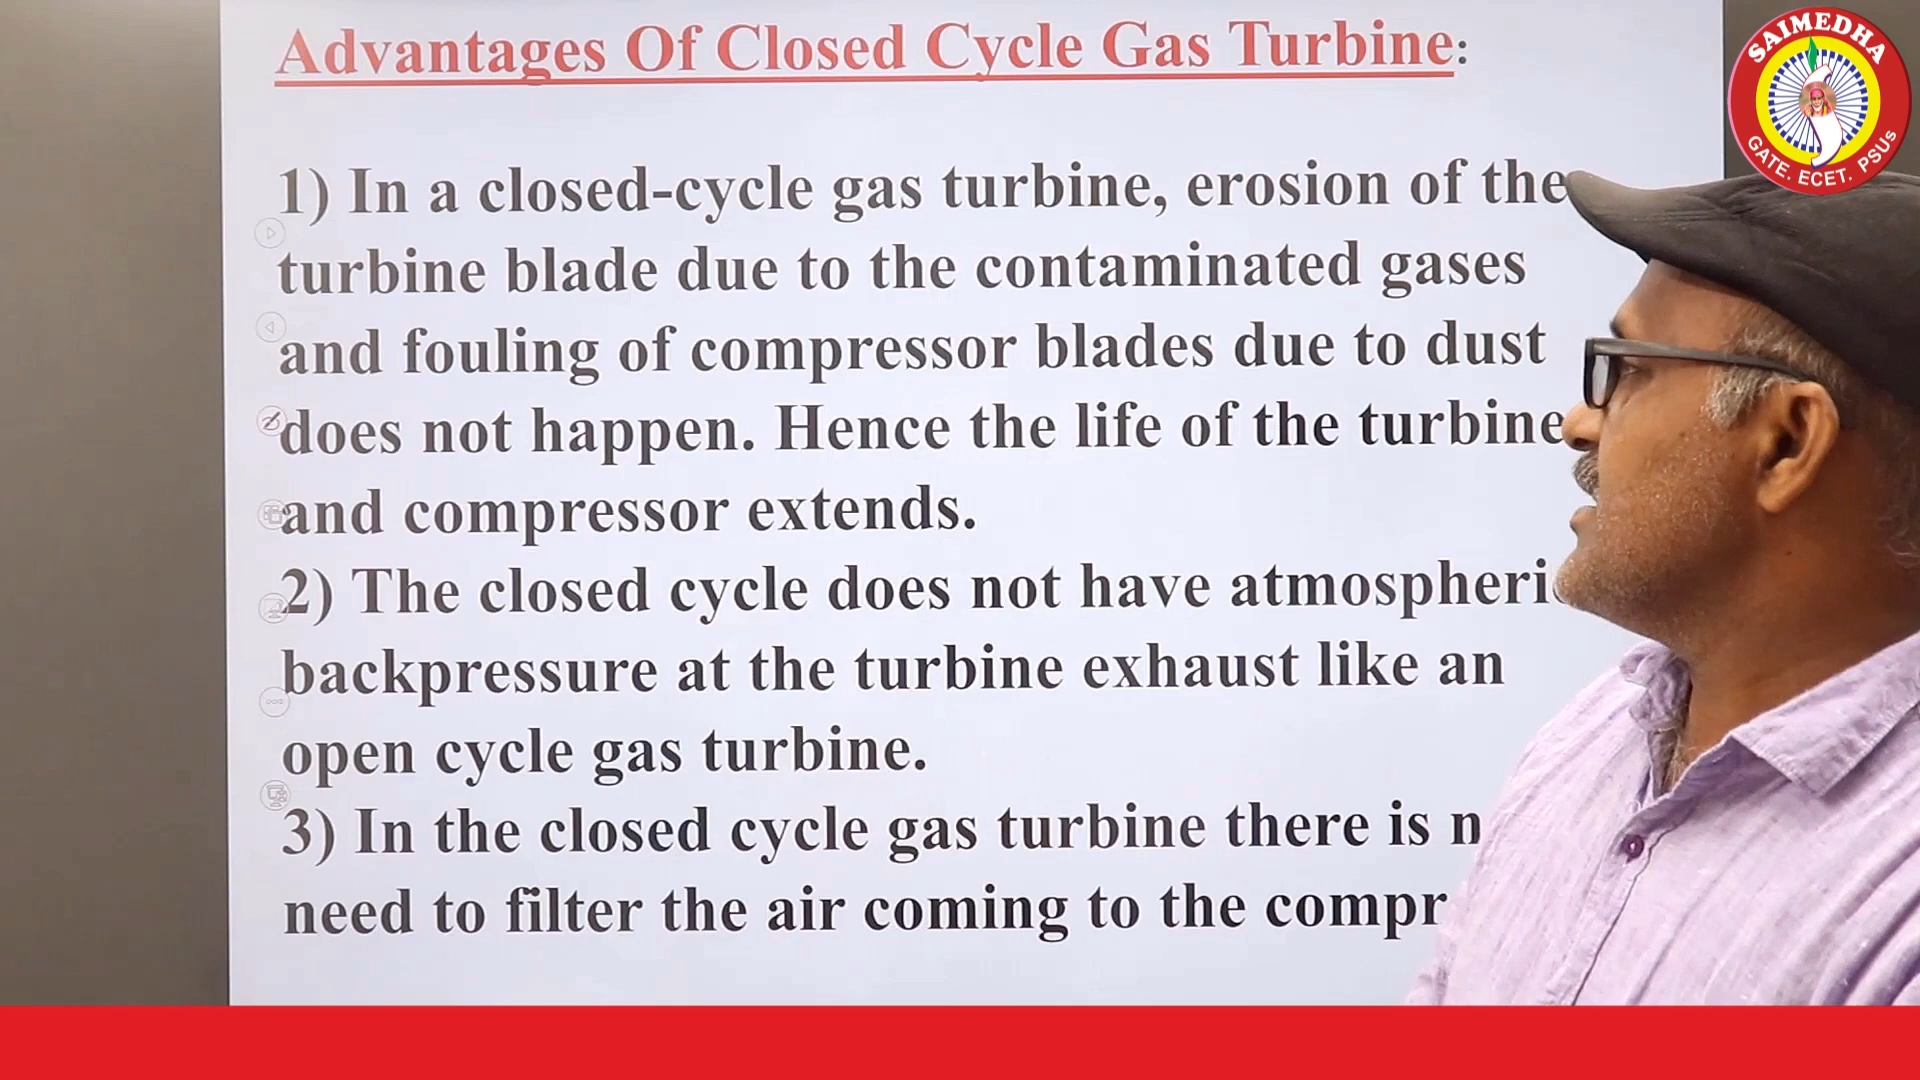 Advantages Of Closed Cycle Gas Turbine:
SAIMEDHA
GATE. ECET. PSUs
1) In a closed-cycle gas turbine, erosion of the
turbine blade due to the contaminated gases
and fouling of compressor blades due to dust
does not happen. Hence the life of the turbine
and compressor extends.
2) The closed cycle does not have
backpressure at the turbine exhaust like an
open cycle gas turbine.
3) In the closed cycle gas turbine there is
need to filter the air coming to the